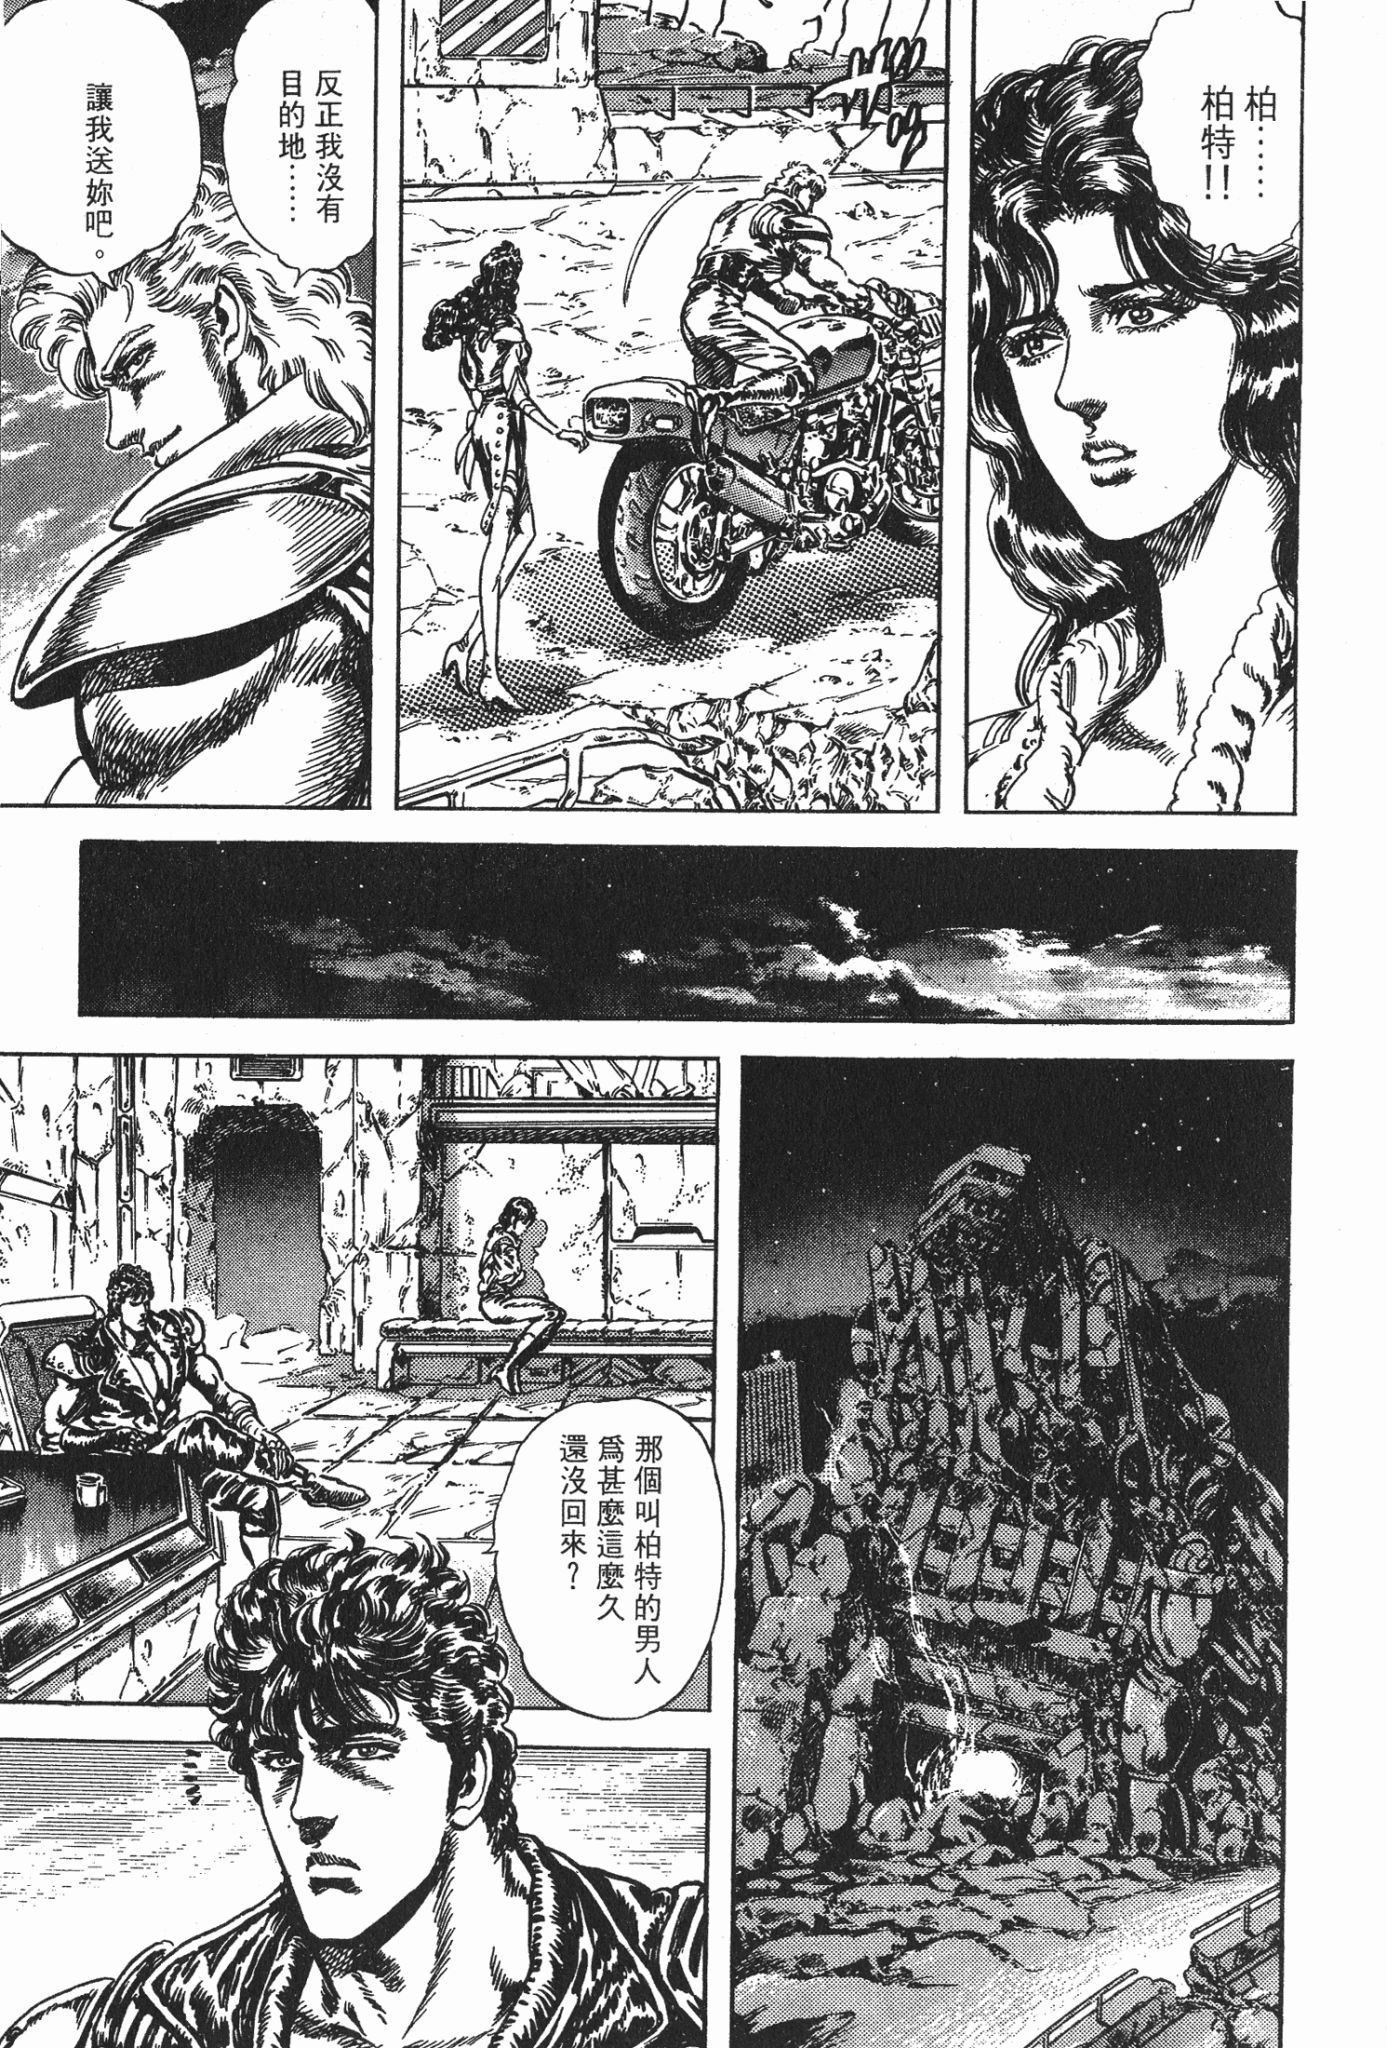 柏……
柏特!!
反正我沒有
目的地……
讓我送妳吧。
那個叫柏特的男人
爲甚麼這麼久
還沒回來?